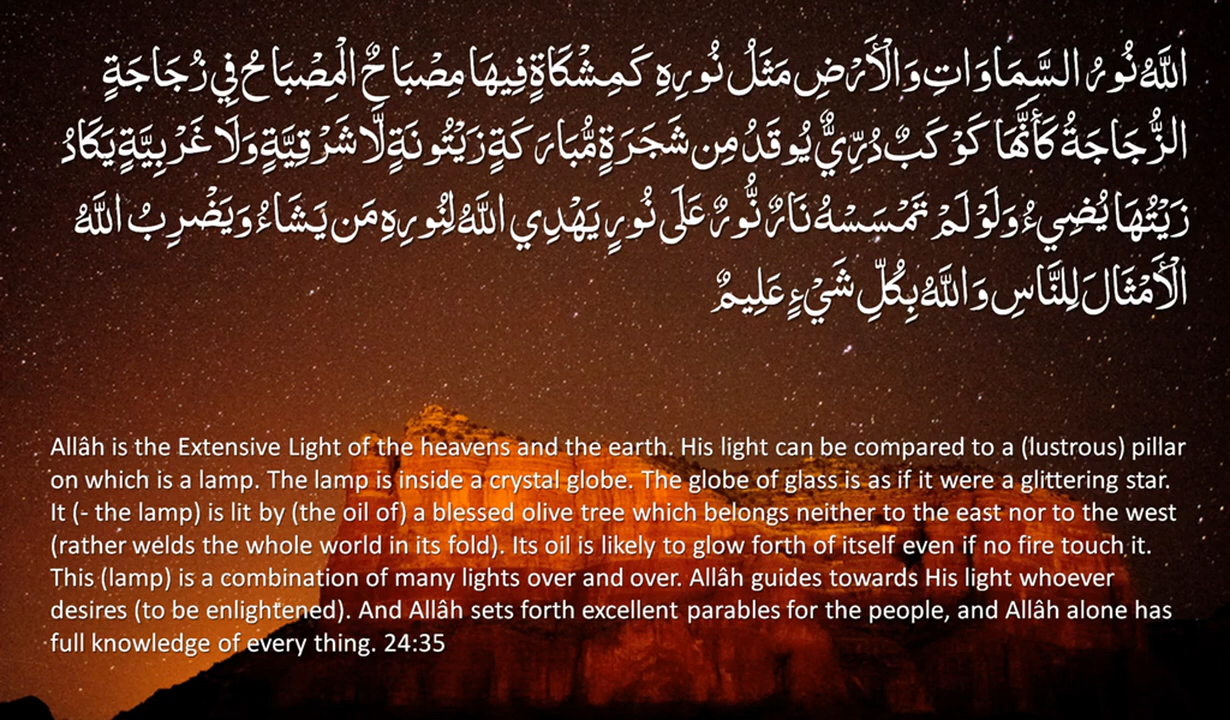 اللَّهُ نُورُ السَّمَاوَاتِ وَالْأَرْضِ مَثَلُ نُورِهِ كَمِشْكَاةٍ فِيهَا مِصْبَاحٌ الْمِصْبَاحُ فِي زُجَاجَةٍ
الزُّجَاجَةُ كَأَنَّهَا كَوْكَبٌ دُرِّيٌّ يُوقَدُ مِن شَجَرَةٍ مُّبَارَكَةٍ زَيْتُونَةٍ لَّا شَرْقِيَّةٍ وَلَا غَرْبِيَّةٍ يَكَادُ
زَيْتُهَا يُضِيءُ وَلَوْ لَمْ تَمْسَسْهُ نَارٌ نُّورٌ عَلَى نُورٍ يَهْدِي اللَّهُ لِنُورِهِ مَن يَشَاءُ وَيَضْرِبُ اللَّهُ
الْأَمْثَالَ لِلنَّاسِ وَاللَّهُ بِكُلِّ شَيْءٍ عَلِيمٌ
Allâh is the Extensive Light of the heavens and the earth. His light can be compared to a (lustrous) pillar
on which is a lamp. The lamp is inside a crystal globe. The globe of glass is as if it were a glittering star.
It (- the lamp) is lit by (the oil of) a blessed olive tree which belongs neither to the east nor to the west
(rather welds the whole world in its fold). Its oil is likely to glow forth of itself even if no fire touch it.
This (lamp) is a combination of many lights over and over. Allâh guides towards His light whoever
desires (to be enlightened). And Allâh sets forth excellent parables for the people, and Allâh alone has
full knowledge of every thing. 24:35